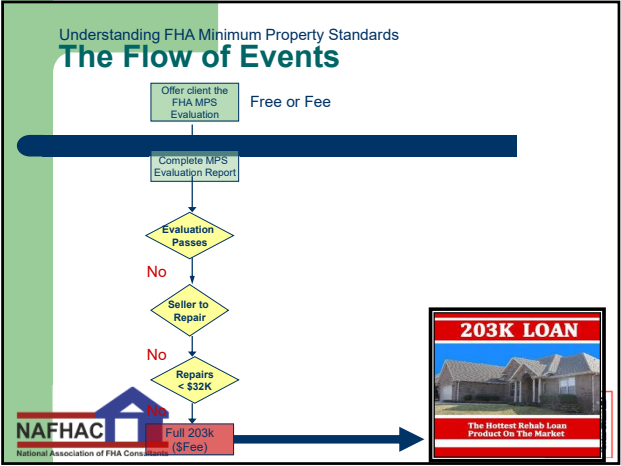 Understanding FHA Minimum Property Standards
The Flow of Events
Offer client the
FHA MPS
Evaluation
Free or Fee
Complete MPS
Evaluation Report
Evaluation
Passes
No
Seller to
Repair
No
Repairs
< $32K
No
Full 203k
($Fee)
NAFHAC
National Association of FHA Consultants
203K LOAN
The Hottest Rehab Loan
Product On The Market